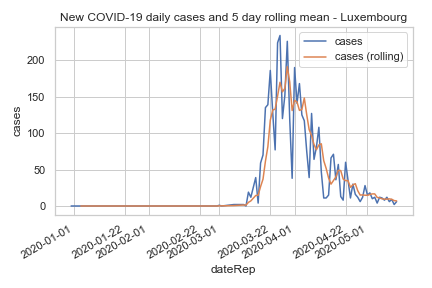 New COVID-19 daily cases and 5 day rolling mean - Luxembourg
cases
cases (rolling)
200
150
100
50
0
cases
2020-01-01
2020-01-22
2020-02-01
2020-02-22
2020-03-01
2020-03-22
2020-04-01
2020-04-22
2020-05-01
dateRep